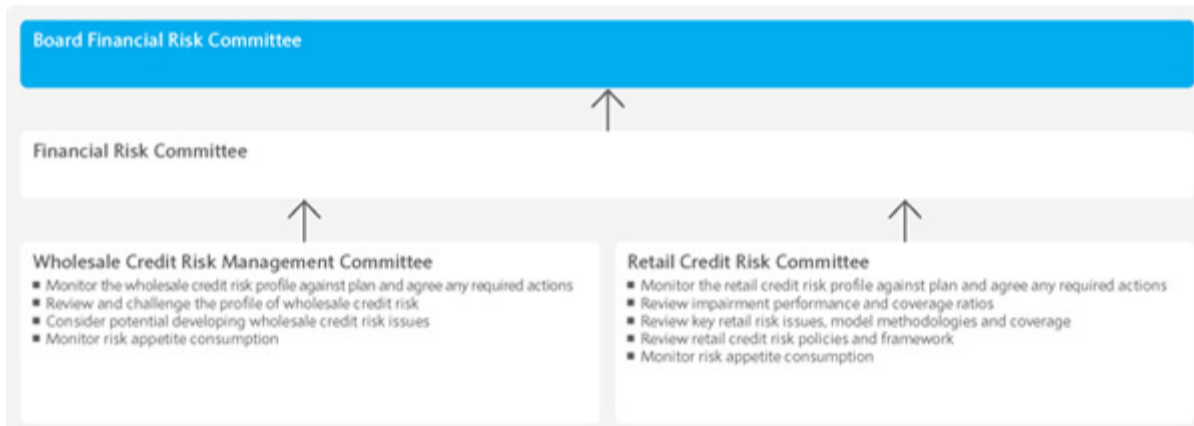 Board Financial Risk Committee
Financial Risk Committee
Wholesale Credit Risk Management Committee
■ Monitor the wholesale credit risk profile against plan and agree any required actions
■ Review and challenge the profile of wholesale credit risk
■ Consider potential developing wholesale credit risk issues
■ Monitor risk appetite consumption
Retail Credit Risk Committee
■ Monitor the retail credit risk profile against plan and agree any required actions
■ Review impairment performance and coverage ratios
■ Review key retail risk issues, model methodologies and coverage
■ Review retail credit risk policies and framework
■ Monitor risk appetite consumption